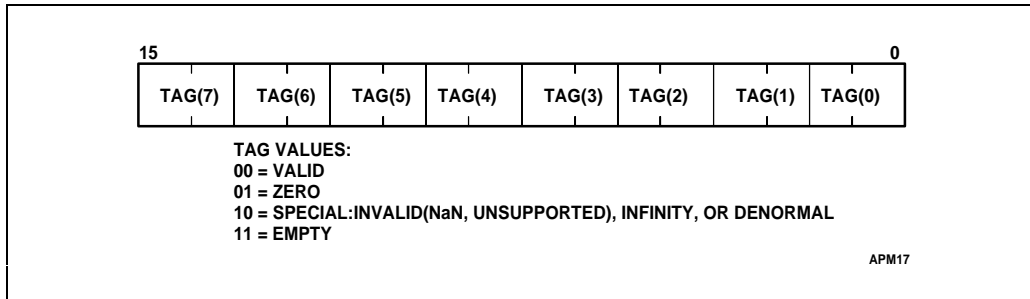 15 0
TAG(7) TAG(6) TAG(5) TAG(4) TAG(3) TAG(2) TAG(1) TAG(0)
TAG VALUES:
00 = VALID
01 = ZERO
10 = SPECIAL:INVALID(NaN, UNSUPPORTED), INFINITY, OR DENORMAL
11 = EMPTY
APM17